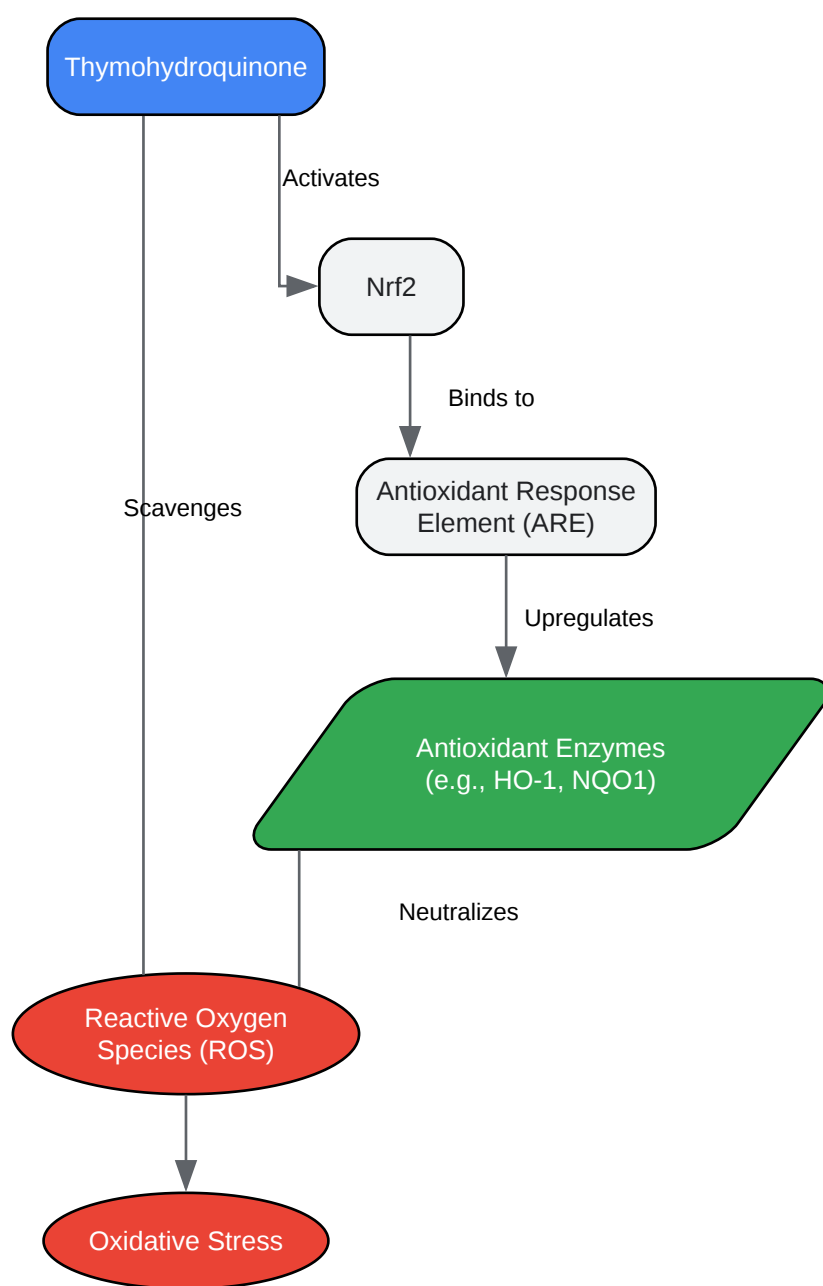 Thymohydroquinone
Activates
Nrf2
Binds to
Antioxidant Response
Element (ARE)
Scavenges
Upregulates
Antioxidant Enzymes
(e.g., HO-1, NQO1)
Neutralizes
Reactive Oxygen
Species (ROS)
Oxidative Stress